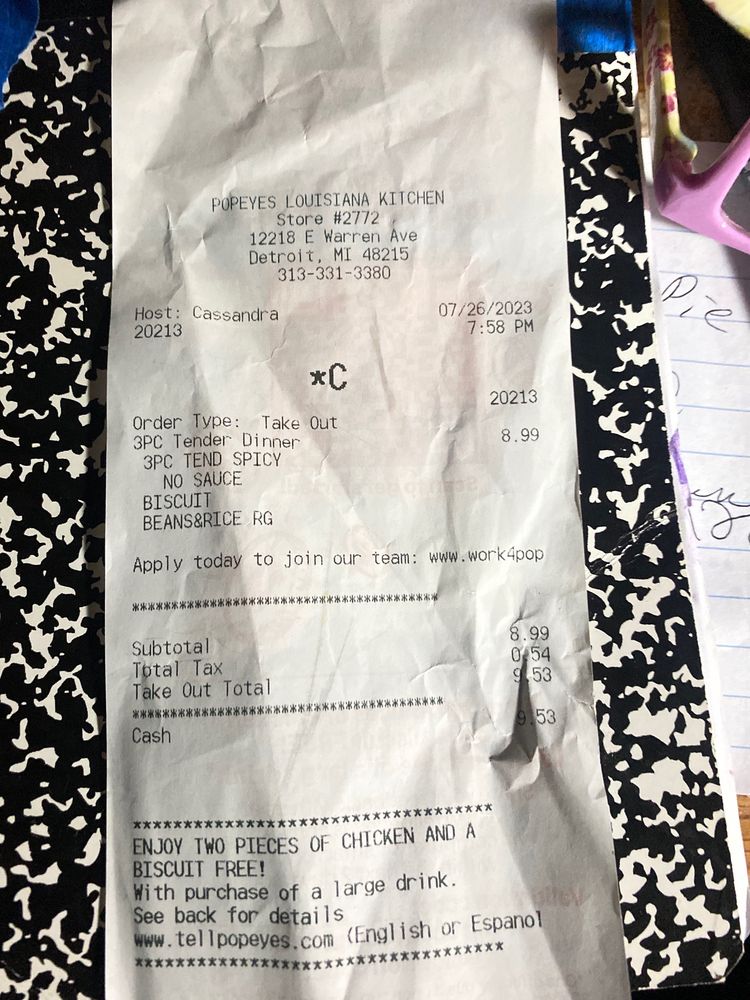 POPEYES LOUISIANA KITCHEN
Store #2772
12218 E Warren Ave
Detroit, MI 48215
313-331-3380
Host: Cassandra 07/26/2023
20213 7:58 PM
*C
20213
Order Type: Take Out
3PC Tender Dinner 8.99
3PC TEND SPICY
NO SAUCE
BISCUIT
BEANS&RICE RG
Apply today to join our team: www.work4pop
**************************************
Subtotal 8.99
Total Tax 0.54
Take Out Total 9.53
**************************************
Cash 9.53
**************************************
ENJOY TWO PIECES OF CHICKEN AND A
BISCUIT FREE!
With purchase of a large drink.
See back for details
www.tellpopeyes.com (English or Espanol
**************************************
Pie